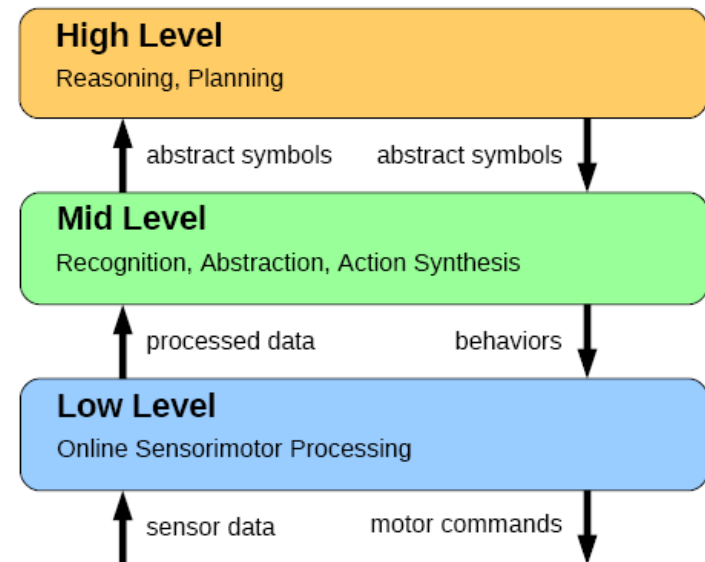 High Level
Reasoning, Planning
abstract symbols abstract symbols
Mid Level
Recognition, Abstraction, Action Synthesis
processed data behaviors
Low Level
Online Sensorimotor Processing
sensor data motor commands